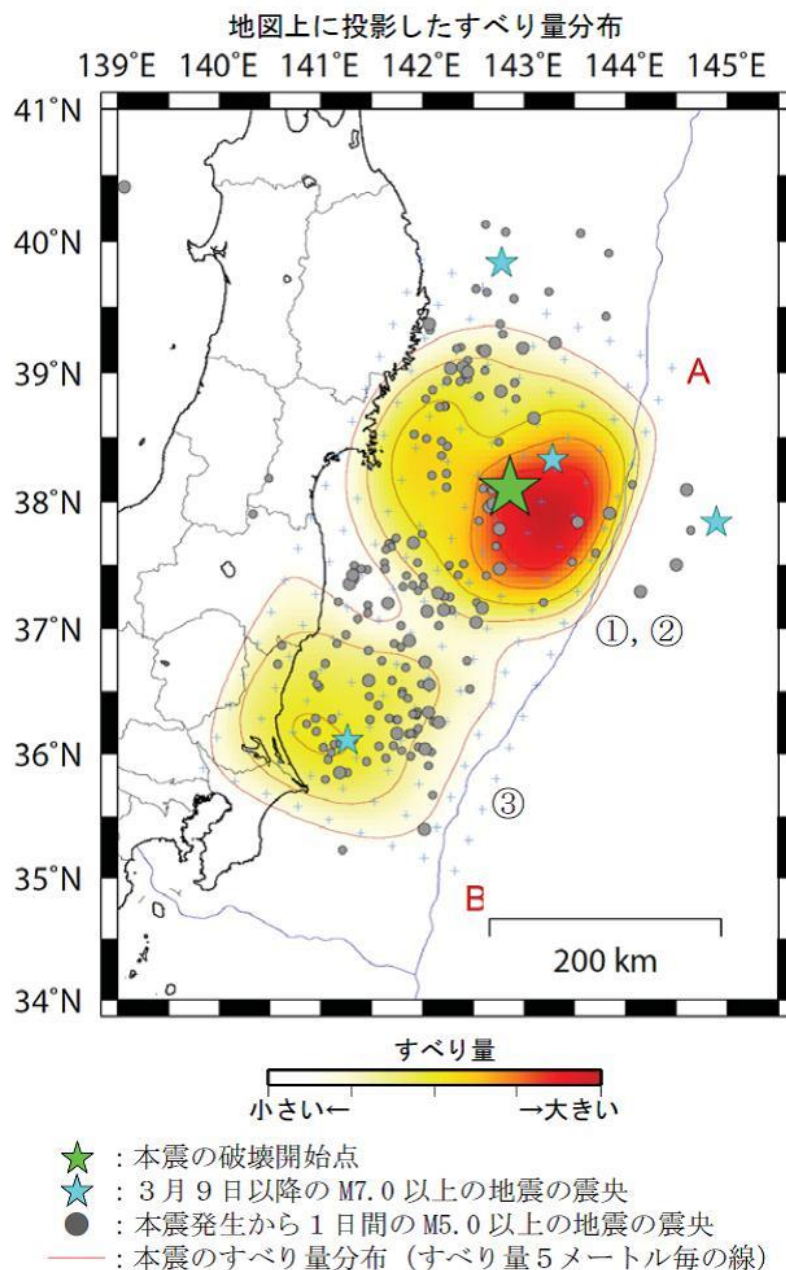 地図上に投影したすべり量分布
139˚E 140˚E 141˚E 142˚E 143˚E 144˚E 145˚E
41˚N
40˚N
39˚N
A
38˚N
37˚N
①, ②
36˚N
③
35˚N
B
200 km
34˚N
すべり量
小さい← →大きい
：本震の破壊開始点
：３月９日以降の M7.0 以上の地震の震央
：本震発生から１日間の M5.0 以上の地震の震央
：本震のすべり量分布（すべり量５メートル毎の線）